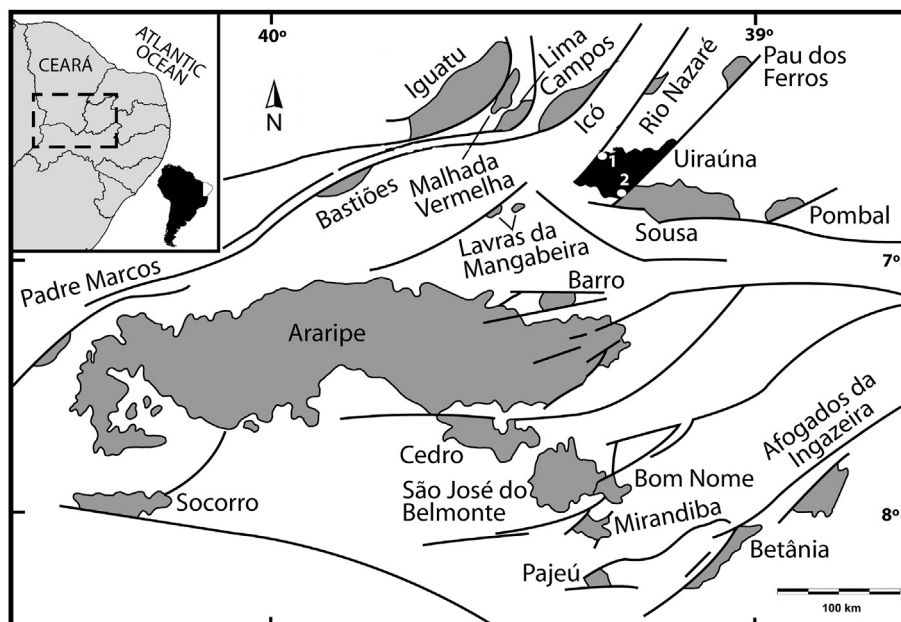 40º
39º
CEARÁ
ATLANTIC
OCEAN
N
Iguatu
Lima
Campos
Icó
Rio Nazaré
Pau dos
Ferros
1
2
Uiraúna
Malhada
Vermelha
Bastiões
Sousa
Pombal
Lavras da
Mangabeira
7º
Padre Marcos
Barro
Araripe
Cedro
Afogados da
Ingazeira
São José do
Belmonte
Bom Nome
Socorro
Mirandiba
8º
Pajeú
Betânia
100 km